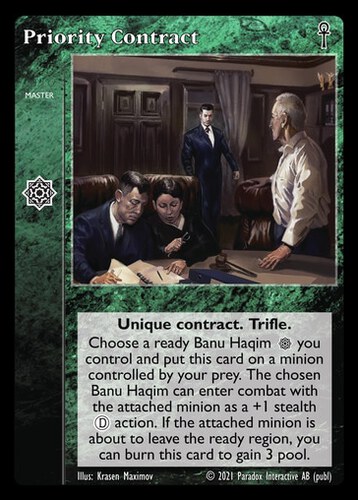 Priority Contract
MASTER
Unique contract. Trifle.
Choose a ready Banu Haqim you
control and put this card on a minion
controlled by your prey. The chosen
Banu Haqim can enter combat with
the attached minion as a +1 stealth
Ⓓ action. If the attached minion is
about to leave the ready region, you
can burn this card to gain 3 pool.
Illus: Krasen Maximov © 2021 Paradox Interactive AB (publ)